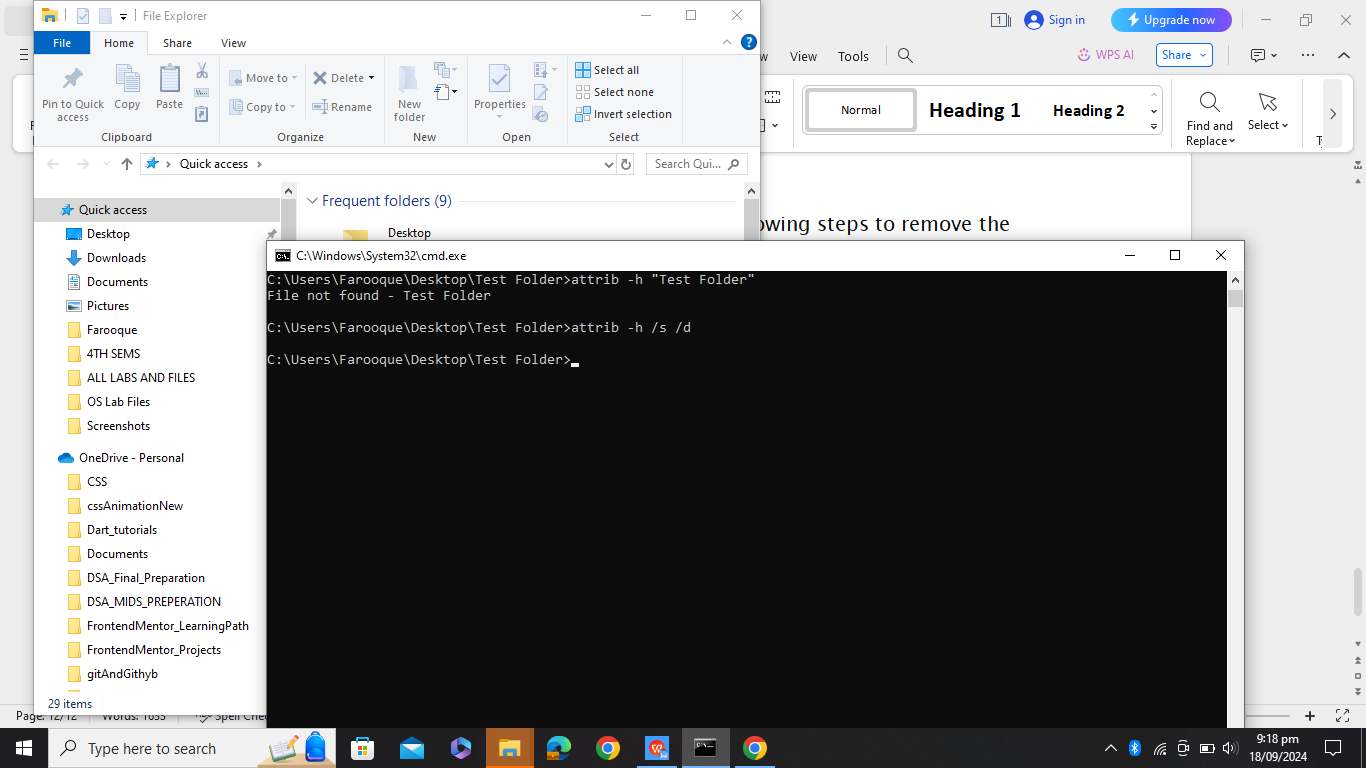 File Explorer
File
Home
Share
View
Pin to Quick access
Copy
Paste
Clipboard
Move to
Copy to
Delete
Rename
Organize
New folder
New
Properties
Open
Select all
Select none
Invert selection
Select
Quick access
Search Qui...
Quick access
Desktop
Downloads
Documents
Pictures
Farooque
4TH SEMS
ALL LABS AND FILES
OS Lab Files
Screenshots
OneDrive - Personal
CSS
cssAnimationNew
Dart_tutorials
Documents
DSA_Final_Preparation
DSA_MIDS_PREPERATION
FrontendMentor_LearningPath
FrontendMentor_Projects
gitAndGithyb
29 items
Frequent folders (9)
Desktop
1
Sign in
Upgrade now
View
Tools
WPS AI
Share
Normal
Heading 1
Heading 2
Find and
Replace
Select
owing steps to remove the
C:\Windows\System32\cmd.exe
C:\Users\Farooque\Desktop\Test Folder>attrib -h "Test Folder"
File not found - Test Folder
C:\Users\Farooque\Desktop\Test Folder>attrib -h /s /d
C:\Users\Farooque\Desktop\Test Folder>
Page: 12/12
Words: 1633
Spell Chec
Type here to search
9:18 pm
18/09/2024